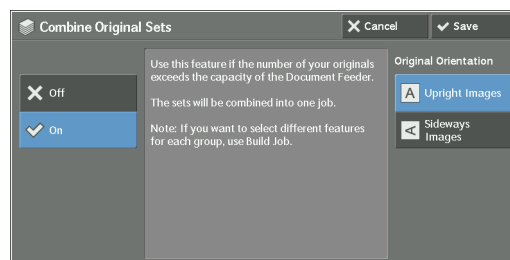 Combine Original Sets
Cancel
Save
Off
On
Use this feature if the number of your originals
exceeds the capacity of the Document Feeder.
The sets will be combined into one job.
Note: If you want to select different features
for each group, use Build Job.
Original Orientation
A Upright Images
A Sideways
Images